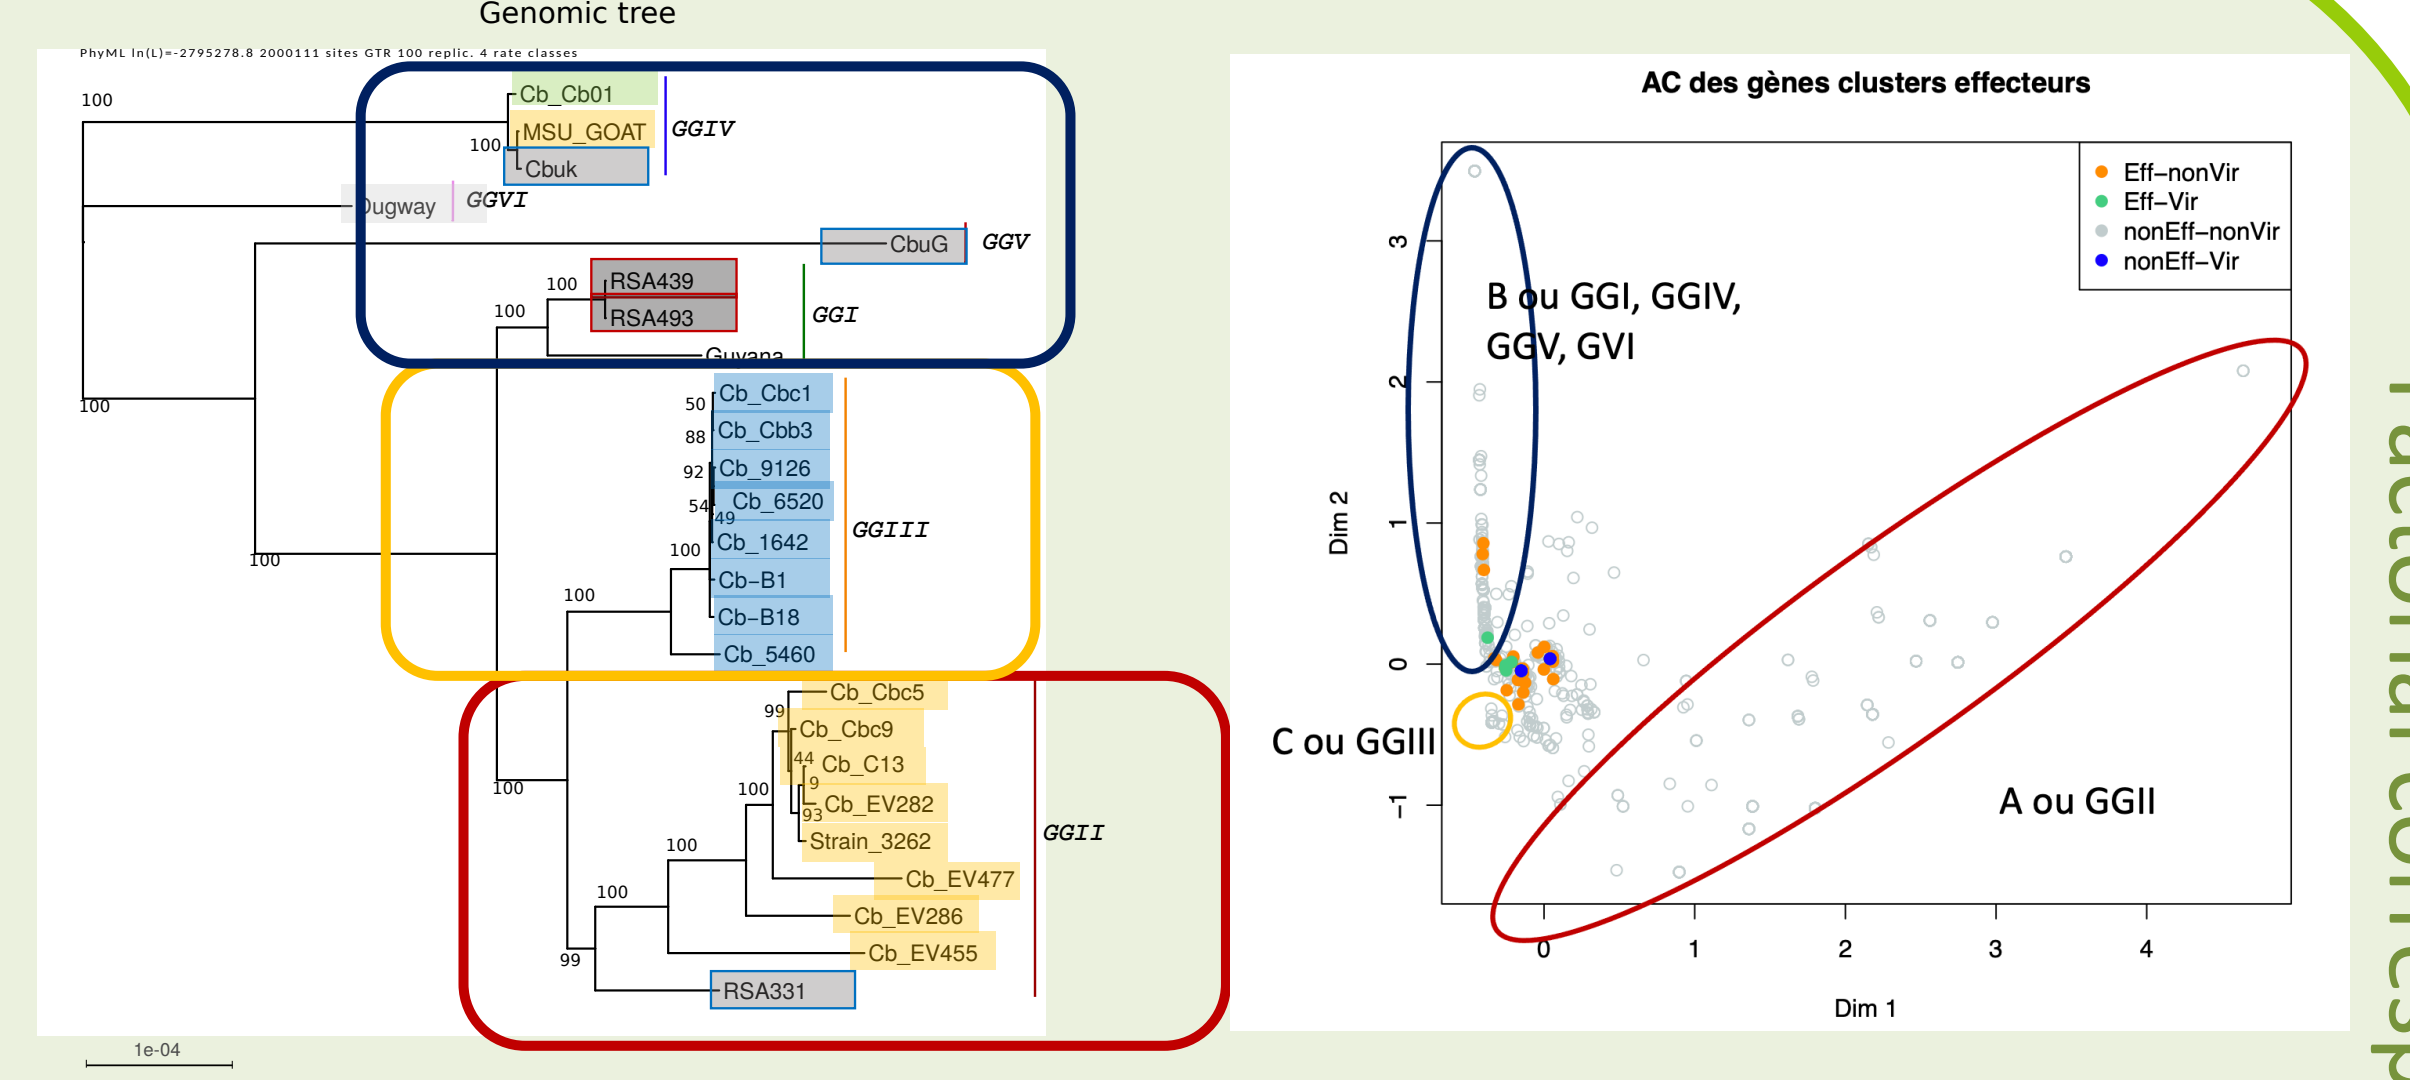 Genomic tree
PhyML ln(L)=-2795278.8 2000111 sites GTR 100 replic. 4 rate classes
100
Cb_Cb01
MSU_GOAT
GGIV
100
Cbuk
Dugway
GGVI
CbuG
GGV
100
RSA439
100
RSA493
GGI
Guyana
100
Cb_Cbc1
50
Cb_Cbb3
88
Cb_9126
92
Cb_6520
54
49
GGIII
Cb_1642
100
100
Cb-B1
100
Cb-B18
Cb_5460
Cb_Cbc5
99
Cb_Cbc9
44
Cb_C13
9
100
100
Cb_EV282
93
Strain_3262
GGII
100
Cb_EV477
100
Cb_EV286
Cb_EV455
99
RSA331
1e-04
AC des gènes clusters effecteurs
Eff-nonVir
Eff-Vir
nonEff-nonVir
nonEff-Vir
3
B ou GGI, GGIV,
GGV, GVI
2
Dim 2
1
0
C ou GGIII
-1
A ou GGII
0 1 2 3 4
Dim 1